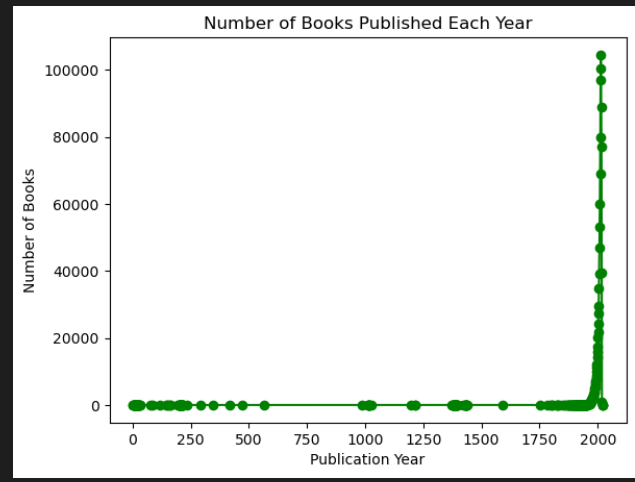 Number of Books Published Each Year
100000
80000
60000
40000
20000
0
Number of Books
0 250 500 750 1000 1250 1500 1750 2000
Publication Year